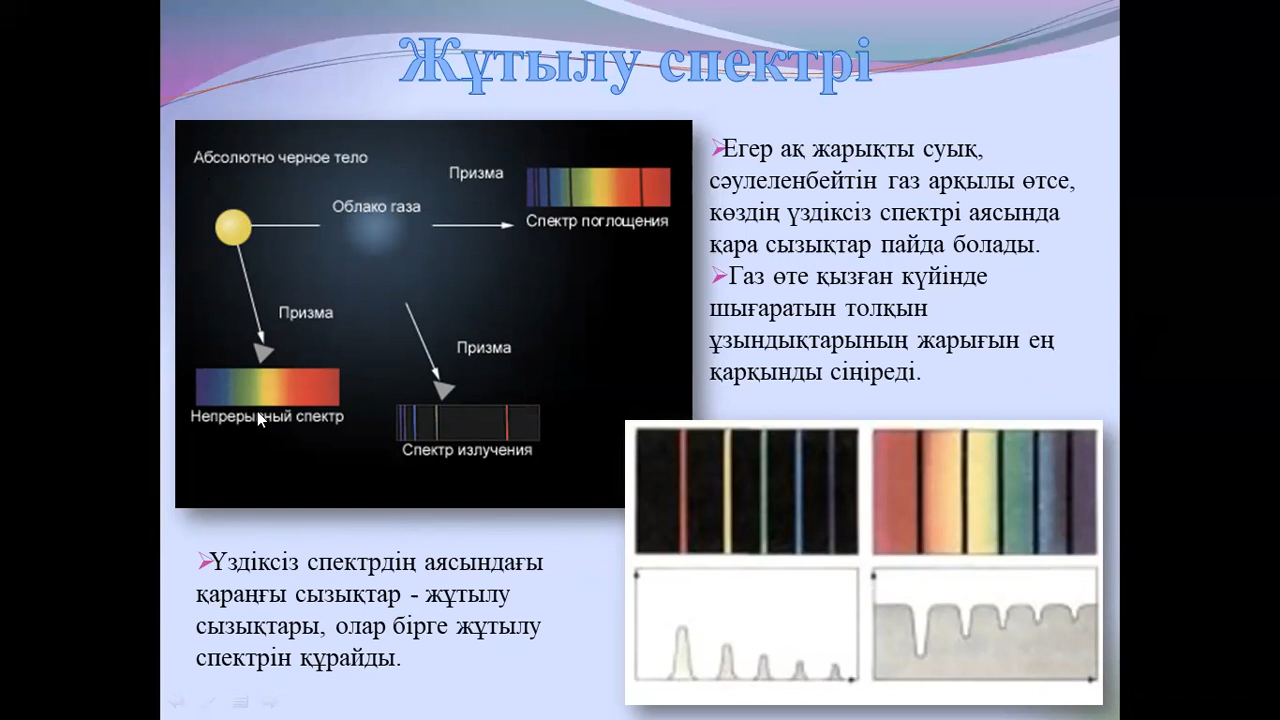 Жұтылу спектрі
Абсолютно черное тело
Призма
Облако газа
Спектр поглощения
Призма
Призма
Непрерывный спектр
Спектр излучения
Егер ақ жарықты суық,
сәулеленбейтін газ арқылы өтсе,
көздің үздіксіз спектрі аясында
қара сызықтар пайда болады.
Газ өте қызған күйінде
шығаратын толқын
ұзындықтарының жарығын ең
қарқынды сіңіреді.
Үздіксіз спектрдің аясындағы
қараңғы сызықтар - жұтылу
сызықтары, олар бірге жұтылу
спектрін құрайды.